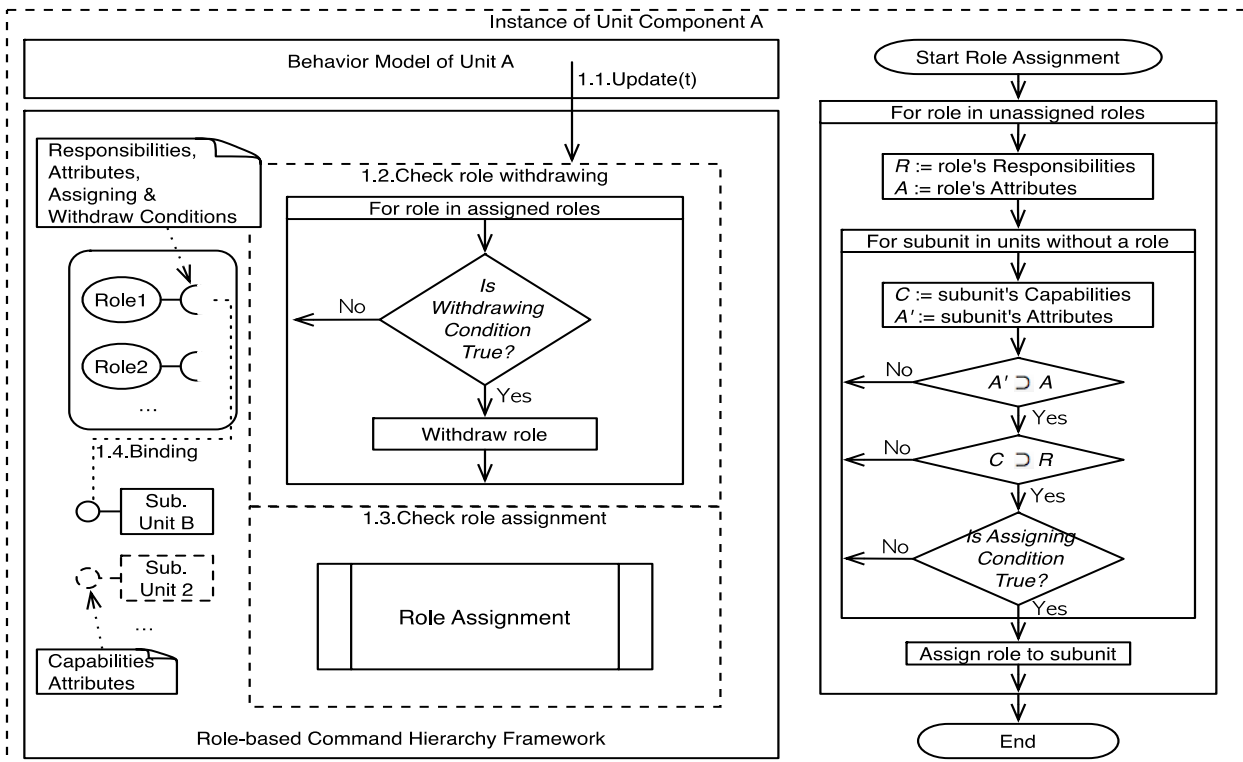 Instance of Unit Component A
Behavior Model of Unit A
1.1.Update(t)
Responsibilities,
Attributes,
Assigning &
Withdraw Conditions
Role1
Role2
...
1.4.Binding
Sub.
Unit B
Sub.
Unit 2
...
Capabilities
Attributes
1.2.Check role withdrawing
For role in assigned roles
Is
Withdrawing
Condition
True?
No
Yes
Withdraw role
1.3.Check role assignment
Role Assignment
Role-based Command Hierarchy Framework
Start Role Assignment
For role in unassigned roles
R := role's Responsibilities
A := role's Attributes
For subunit in units without a role
C := subunit's Capabilities
A' := subunit's Attributes
No
A' ⊃ A
Yes
No
C ⊃ R
Yes
No
Is Assigning
Condition
True?
Yes
Assign role to subunit
End